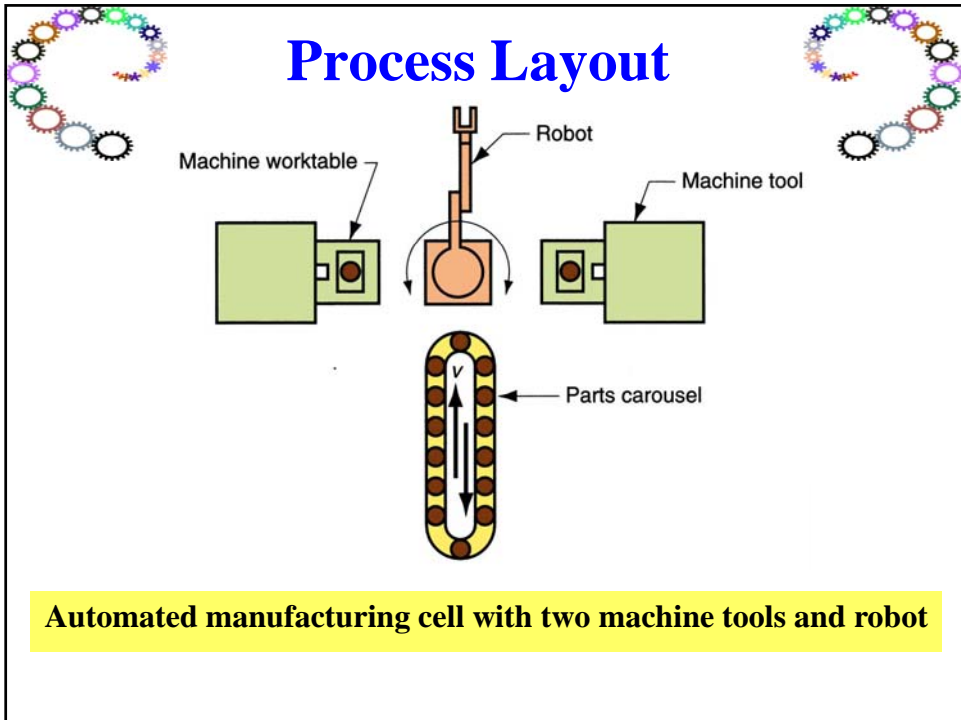 Process Layout
Robot
Machine worktable
Machine tool
v
Parts carousel
Automated manufacturing cell with two machine tools and robot